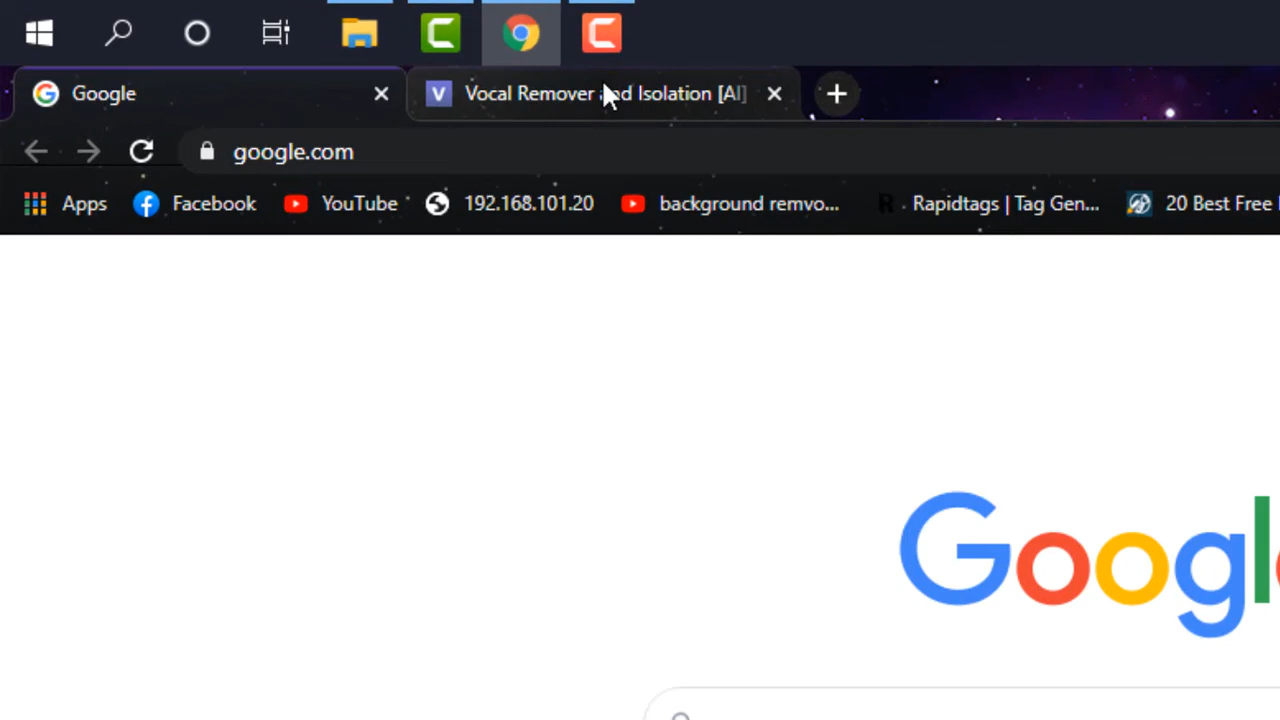 Google
Vocal Remover and Isolation [AI]
google.com
Apps
Facebook
YouTube
192.168.101.20
background remvo...
Rapidtags | Tag Gen...
20 Best Free
Googl